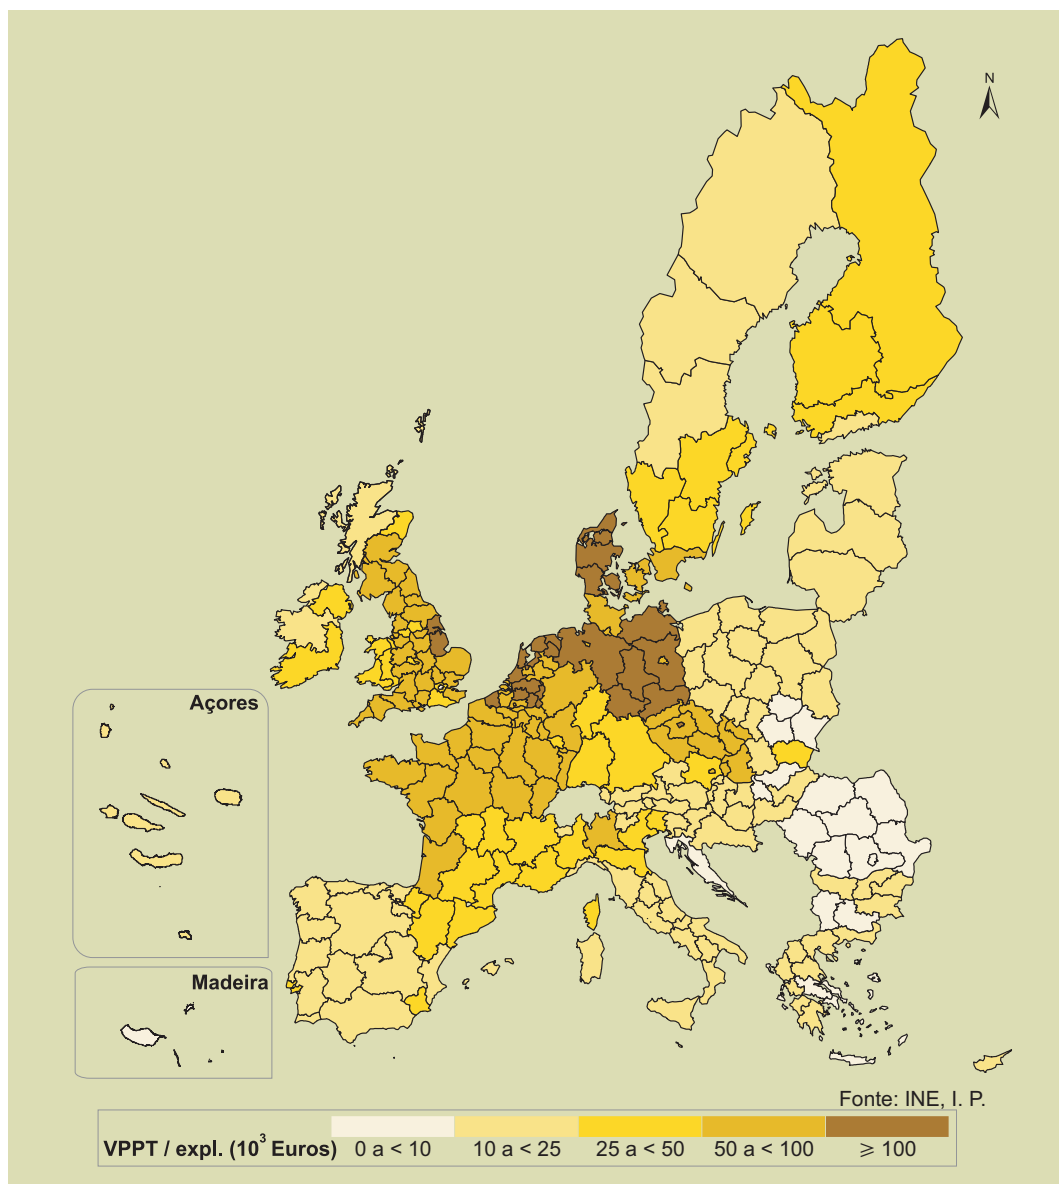 N
Açores
Madeira
Fonte: INE, I. P.
VPPT / expl. (10³ Euros) 0 a < 10 10 a < 25 25 a < 50 50 a < 100 ⩾ 100